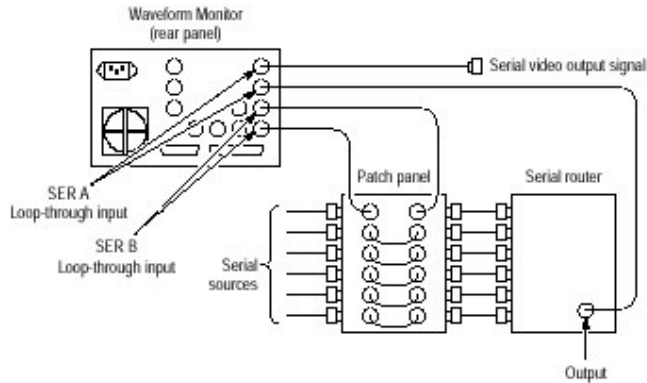 Waveform Monitor
(rear panel)
Serial video output signal
SER A
Loop-through input
SER B
Loop-through input
Patch panel
Serial router
Serial
sources
Output